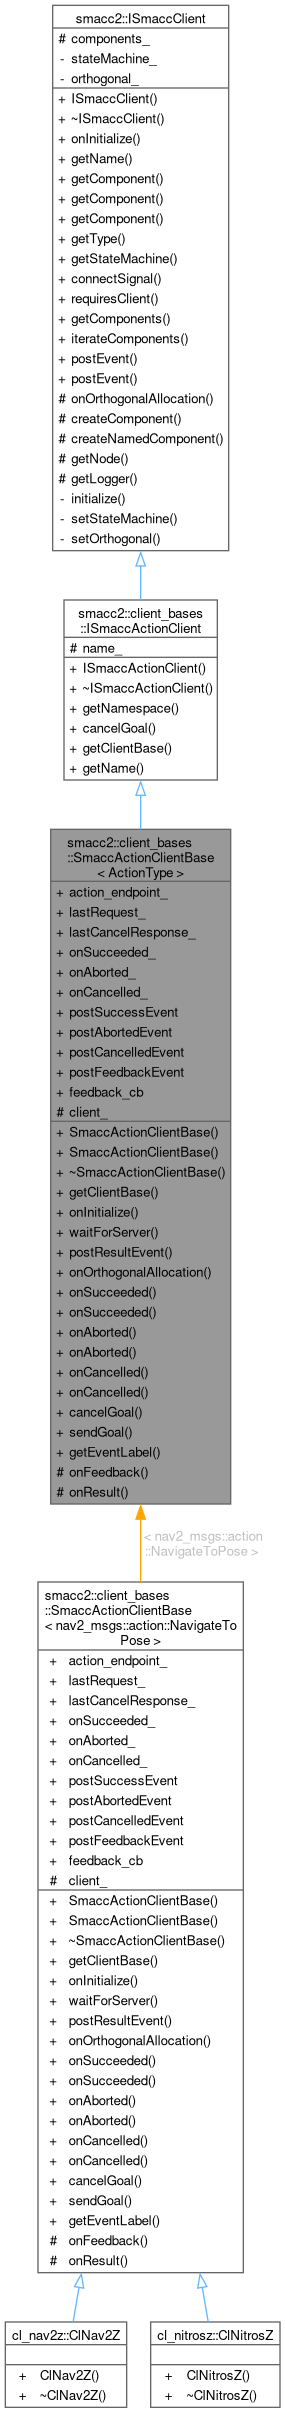 smacc2::ISmaccClient
# components_
- stateMachine_
- orthogonal_
+ ISmaccClient()
+ ~ISmaccClient()
+ onInitialize()
+ getName()
+ getComponent()
+ getComponent()
+ getComponent()
+ getType()
+ getStateMachine()
+ connectSignal()
+ requiresClient()
+ getComponents()
+ iterateComponents()
+ postEvent()
+ postEvent()
# onOrthogonalAllocation()
# createComponent()
# createNamedComponent()
# getNode()
# getLogger()
- initialize()
- setStateMachine()
- setOrthogonal()
smacc2::client_bases
::ISmaccActionClient
# name_
+ ISmaccActionClient()
+ ~ISmaccActionClient()
+ getNamespace()
+ cancelGoal()
+ getClientBase()
+ getName()
smacc2::client_bases
::SmaccActionClientBase
< ActionType >
+ action_endpoint_
+ lastRequest_
+ lastCancelResponse_
+ onSucceeded_
+ onAborted_
+ onCancelled_
+ postSuccessEvent
+ postAbortedEvent
+ postCancelledEvent
+ postFeedbackEvent
+ feedback_cb
# client_
+ SmaccActionClientBase()
+ SmaccActionClientBase()
+ ~SmaccActionClientBase()
+ getClientBase()
+ onInitialize()
+ waitForServer()
+ postResultEvent()
+ onOrthogonalAllocation()
+ onSucceeded()
+ onSucceeded()
+ onAborted()
+ onAborted()
+ onCancelled()
+ onCancelled()
+ cancelGoal()
+ sendGoal()
+ getEventLabel()
# onFeedback()
# onResult()
< nav2_msgs::action
::NavigateToPose >
smacc2::client_bases
::SmaccActionClientBase
< nav2_msgs::action::NavigateTo
Pose >
+ action_endpoint_
+ lastRequest_
+ lastCancelResponse_
+ onSucceeded_
+ onAborted_
+ onCancelled_
+ postSuccessEvent
+ postAbortedEvent
+ postCancelledEvent
+ postFeedbackEvent
+ feedback_cb
# client_
+ SmaccActionClientBase()
+ SmaccActionClientBase()
+ ~SmaccActionClientBase()
+ getClientBase()
+ onInitialize()
+ waitForServer()
+ postResultEvent()
+ onOrthogonalAllocation()
+ onSucceeded()
+ onSucceeded()
+ onAborted()
+ onAborted()
+ onCancelled()
+ onCancelled()
+ cancelGoal()
+ sendGoal()
+ getEventLabel()
# onFeedback()
# onResult()
cl_nav2z::ClNav2Z
+ ClNav2Z()
+ ~ClNav2Z()
cl_nitrosz::ClNitrosZ
+ ClNitrosZ()
+ ~ClNitrosZ()